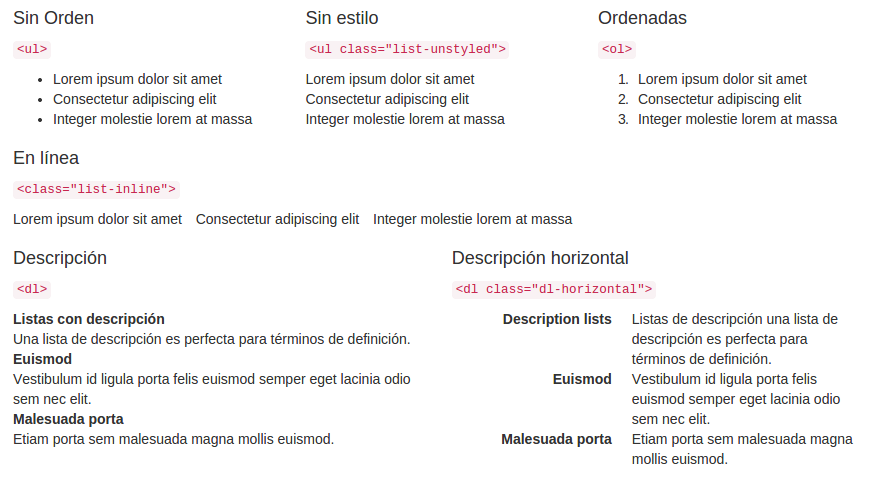 Sin Orden
<ul>
• Lorem ipsum dolor sit amet
• Consectetur adipiscing elit
• Integer molestie lorem at massa
Sin estilo
<ul class="list-unstyled">
Lorem ipsum dolor sit amet
Consectetur adipiscing elit
Integer molestie lorem at massa
Ordenadas
<ol>
1. Lorem ipsum dolor sit amet
2. Consectetur adipiscing elit
3. Integer molestie lorem at massa
En línea
<class="list-inline">
Lorem ipsum dolor sit amet Consectetur adipiscing elit Integer molestie lorem at massa
Descripción
<dl>
Listas con descripción
Una lista de descripción es perfecta para términos de definición.
Euismod
Vestibulum id ligula porta felis euismod semper eget lacinia odio
sem nec elit.
Malesuada porta
Etiam porta sem malesuada magna mollis euismod.
Descripción horizontal
<dl class="dl-horizontal">
Description lists Listas de descripción una lista de
descripción es perfecta para
términos de definición.
Euismod Vestibulum id ligula porta felis
euismod semper eget lacinia odio
sem nec elit.
Malesuada porta Etiam porta sem malesuada magna
mollis euismod.